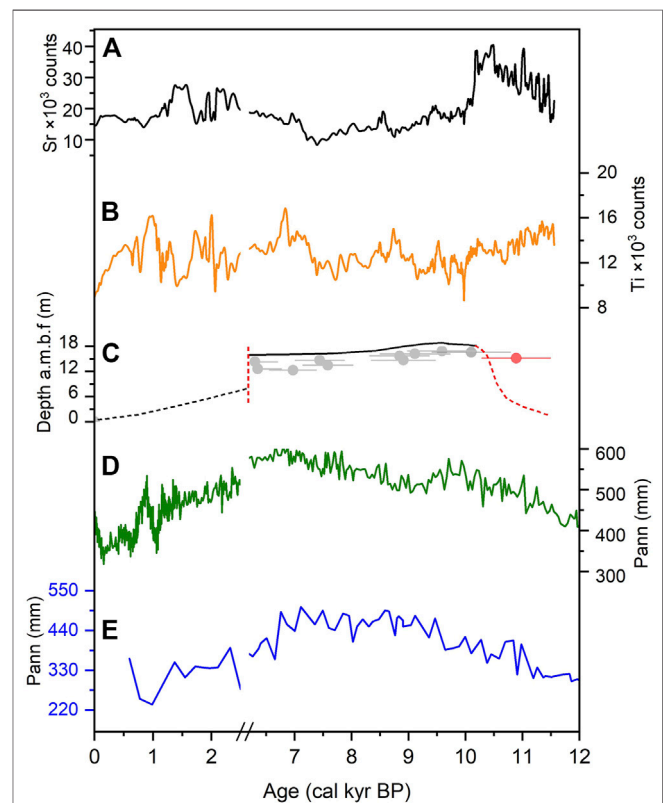 A
Sr ×10³ counts
40
30
20
10
B
Ti ×10³ counts
20
16
12
8
C
Depth a.m.b.f (m)
18
12
6
0
D
Pann (mm)
600
500
400
300
E
Pann (mm)
550
440
330
220
0 1 2 7 8 9 10 11 12
Age (cal kyr BP)